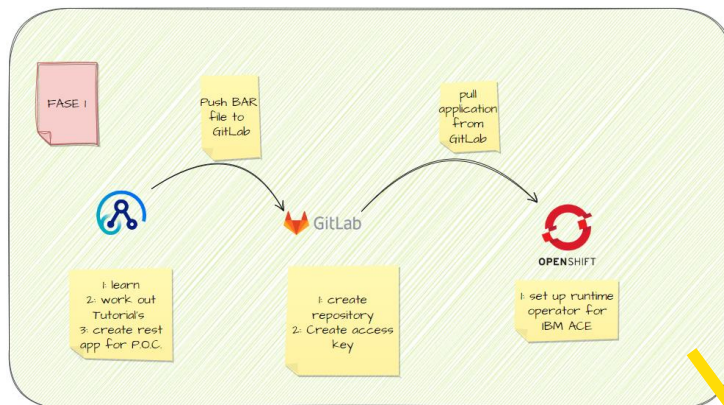 FASE 1
Push BAR
file to
GitLab
pull
application
from
GitLab
GitLab
OPENSHIFT
1: learn
2: work out
Tutorial's
3: create rest
app for P.O.C.
1: create
repository
2: Create access
key
1: set up runtime
operator for
IBM ACE